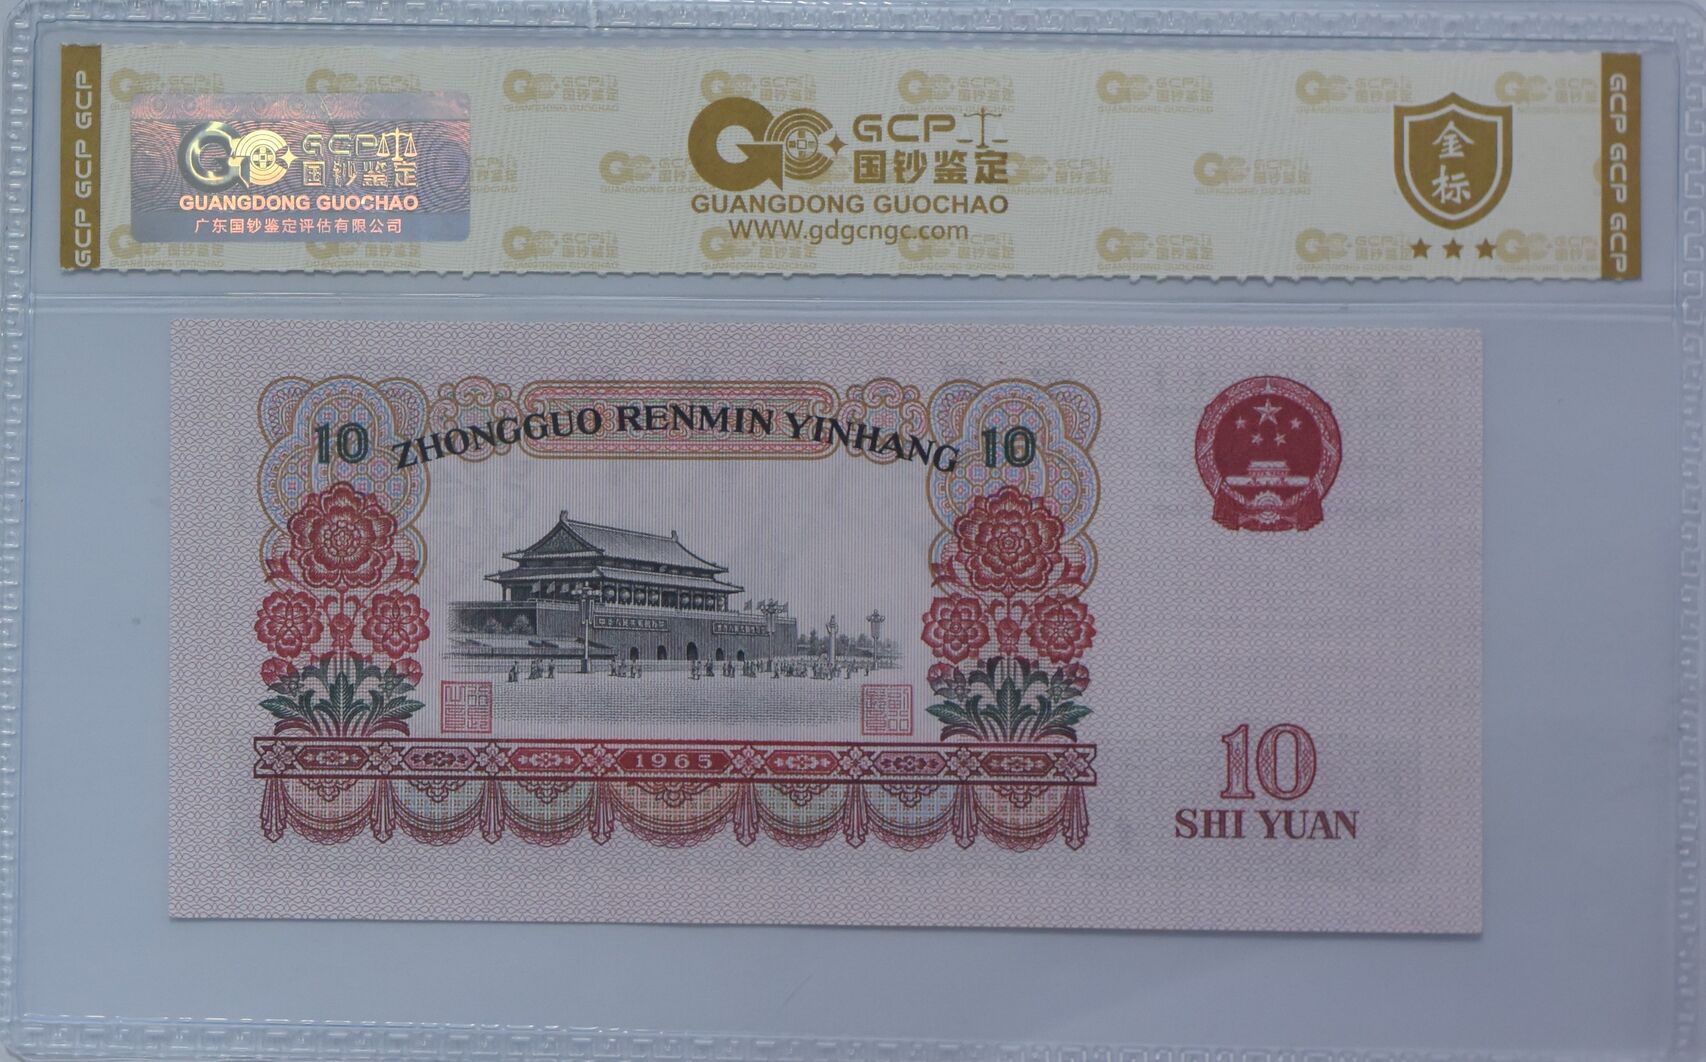 GCP GCP GCP
GCP
国钞鉴定
GUANGDONG GUOCHAO
广东国钞鉴定评估有限公司
GCP
国钞鉴定
GUANGDONG GUOCHAO
WWW.gdgcngc.com
金
标
GCP GCP GCP
10 ZHONGGUO RENMIN YINHANG 10
1965
10
SHI YUAN